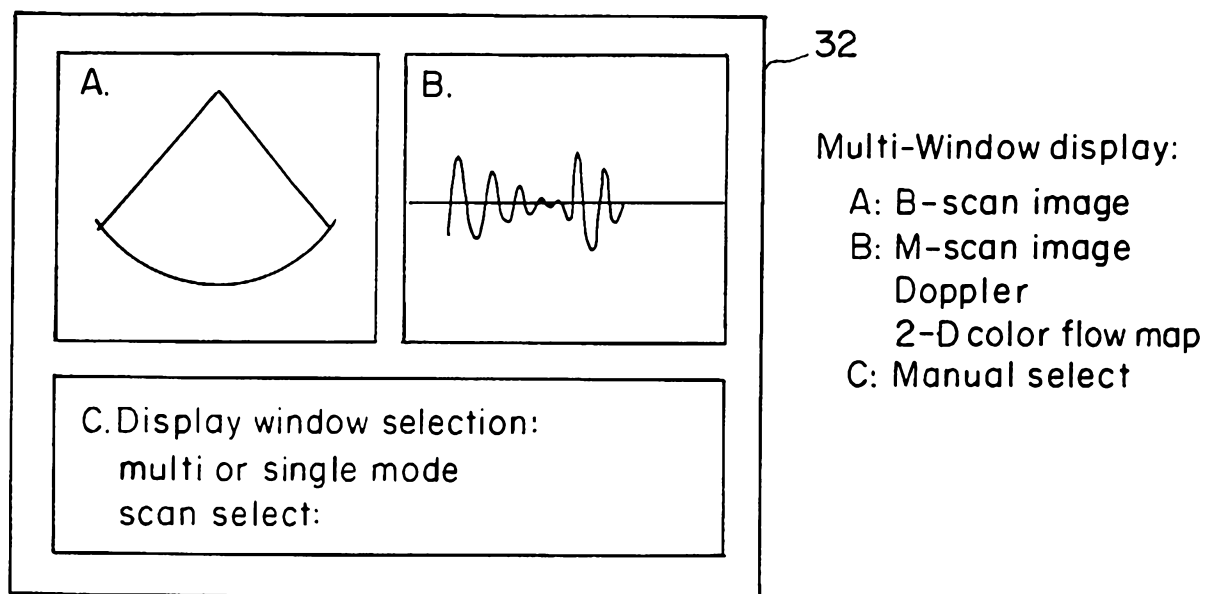 A.
B.
32
C. Display window selection:
multi or single mode
scan select:
Multi-Window display:
A: B-scan image
B: M-scan image
Doppler
2-D color flow map
C: Manual select